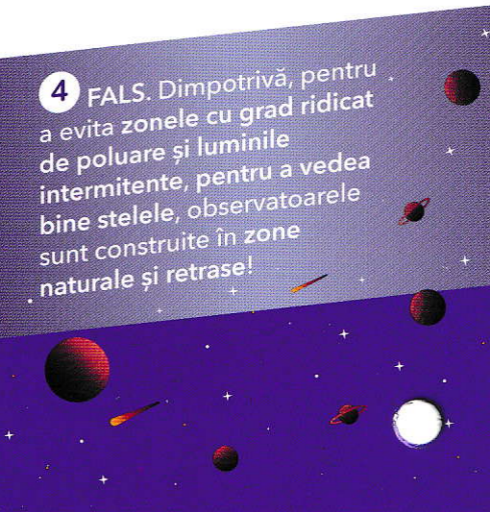 4 FALS. Dimpotrivă, pentru
a evita zonele cu grad ridicat
de poluare și luminile
intermitente, pentru a vedea
bine stelele, observatoarele
sunt construite în zone
naturale și retrase!